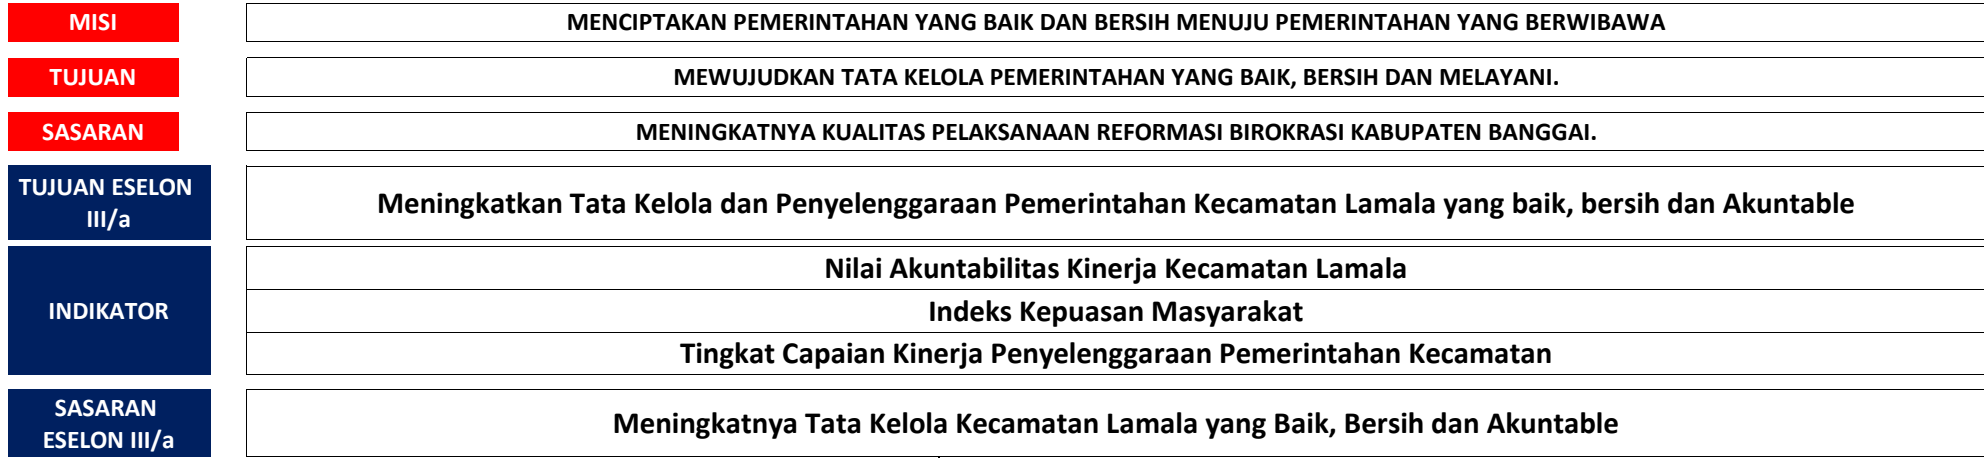 MISI
MENCIPTAKAN PEMERINTAHAN YANG BAIK DAN BERSIH MENUJU PEMERINTAHAN YANG BERWIBAWA
TUJUAN
MEWUJUDKAN TATA KELOLA PEMERINTAHAN YANG BAIK, BERSIH DAN MELAYANI.
SASARAN
MENINGKATNYA KUALITAS PELAKSANAAN REFORMASI BIROKRASI KABUPATEN BANGGAI.
TUJUAN ESELON
III/a
Meningkatkan Tata Kelola dan Penyelenggaraan Pemerintahan Kecamatan Lamala yang baik, bersih dan Akuntable
INDIKATOR
Nilai Akuntabilitas Kinerja Kecamatan Lamala
Indeks Kepuasan Masyarakat
Tingkat Capaian Kinerja Penyelenggaraan Pemerintahan Kecamatan
SASARAN
ESELON III/a
Meningkatnya Tata Kelola Kecamatan Lamala yang Baik, Bersih dan Akuntable